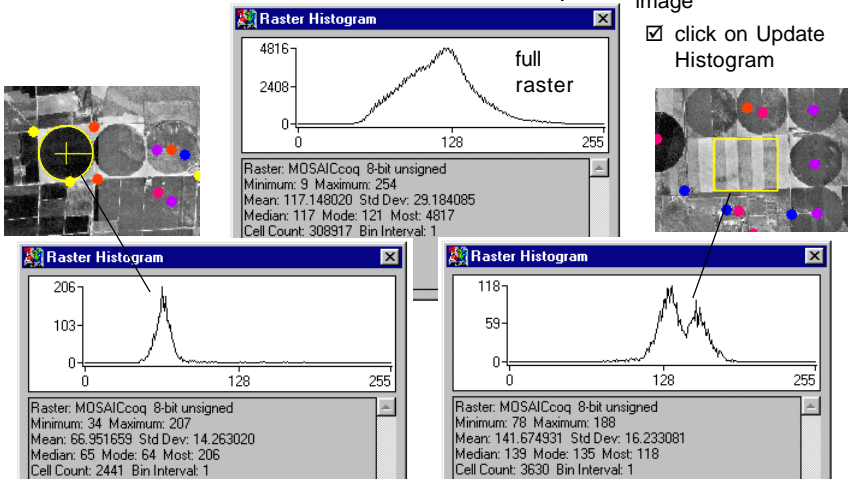 image
☑ click on Update
Histogram
Raster Histogram
4816
2408
0
0 128 255
full
raster
Raster: MOSAICcoq 8-bit unsigned
Minimum: 9 Maximum: 254
Mean: 117.148020 Std Dev: 29.184085
Median: 117 Mode: 121 Most: 4817
Cell Count: 308917 Bin Interval: 1
Raster Histogram
206
103
0
0 128 255
Raster: MOSAICcoq 8-bit unsigned
Minimum: 34 Maximum: 207
Mean: 66.951659 Std Dev: 14.263020
Median: 65 Mode: 64 Most: 206
Cell Count: 2441 Bin Interval: 1
Raster Histogram
118
59
0
0 128 255
Raster: MOSAICcoq 8-bit unsigned
Minimum: 78 Maximum: 188
Mean: 141.674931 Std Dev: 16.233081
Median: 139 Mode: 135 Most: 118
Cell Count: 3630 Bin Interval: 1